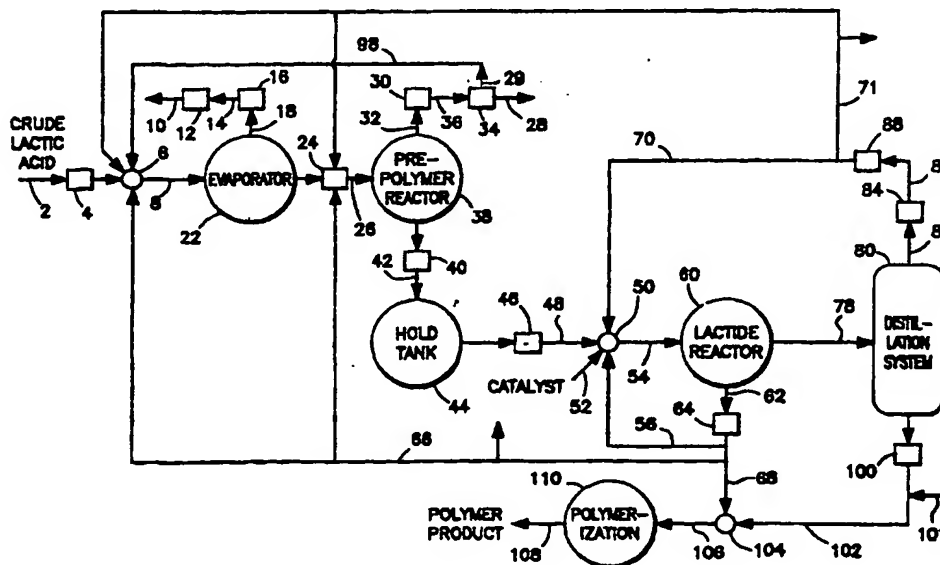 98
16
30
29
71
88
10
12
14
18
32
36
34
28
CRUDE
LACTIC
ACID
24
70
84
6
EVAPORATOR
PRE-
POLYMER
REACTOR
2
4
8
22
26
38
80
42
40
60
46
48
50
78
HOLD
TANK
LACTIDE
REACTOR
DISTIL-
LATION
SYSTEM
CATALYST
52
54
62
44
64
56
66
100
68
110
POLYMER
PRODUCT
POLYMER-
IZATION
108
106
104
102